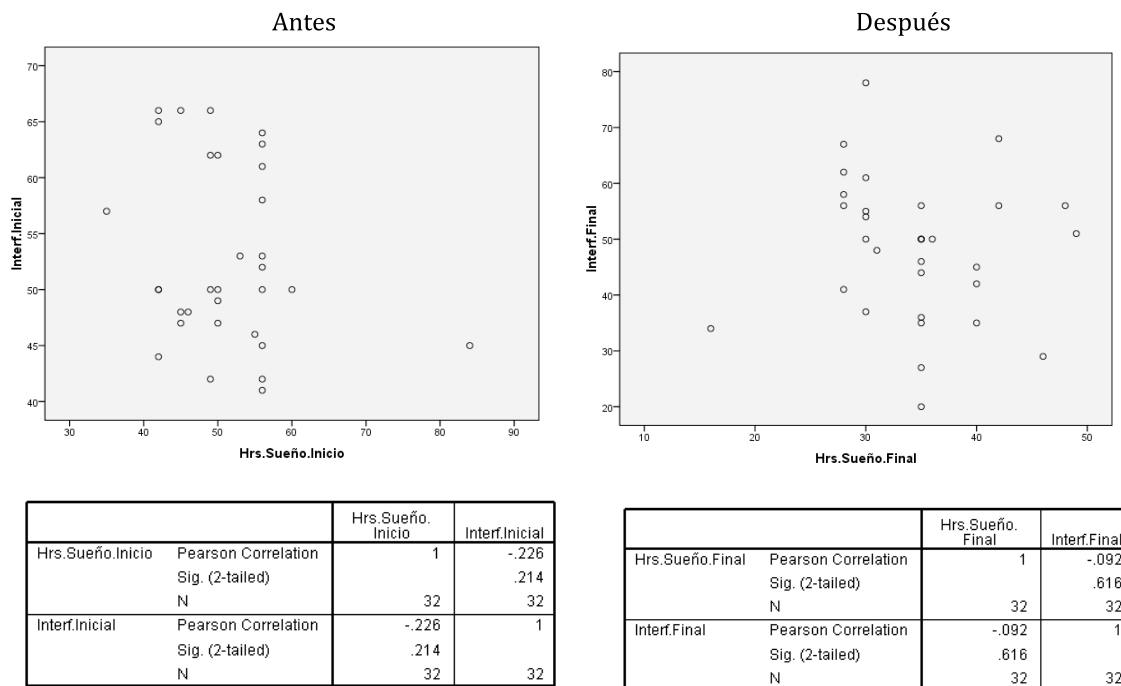 Antes
Después
70
65
60
55
50
45
40
Interf.Inicial
30 40 50 60 70 80 90
Hrs.Sueño.Inicio
80
70
60
50
40
30
20
Interf.Final
10 20 30 40 50
Hrs.Sueño.Final
Hrs.Sueño.
Inicio Interf.Inicial
Hrs.Sueño.Inicio Pearson Correlation 1 -.226
Sig. (2-tailed) .214
N 32 32
Interf.Inicial Pearson Correlation -.226 1
Sig. (2-tailed) .214
N 32 32
Hrs.Sueño.
Final Interf.Final
Hrs.Sueño.Final Pearson Correlation 1 -.092
Sig. (2-tailed) .616
N 32 32
Interf.Final Pearson Correlation -.092 1
Sig. (2-tailed) .616
N 32 32